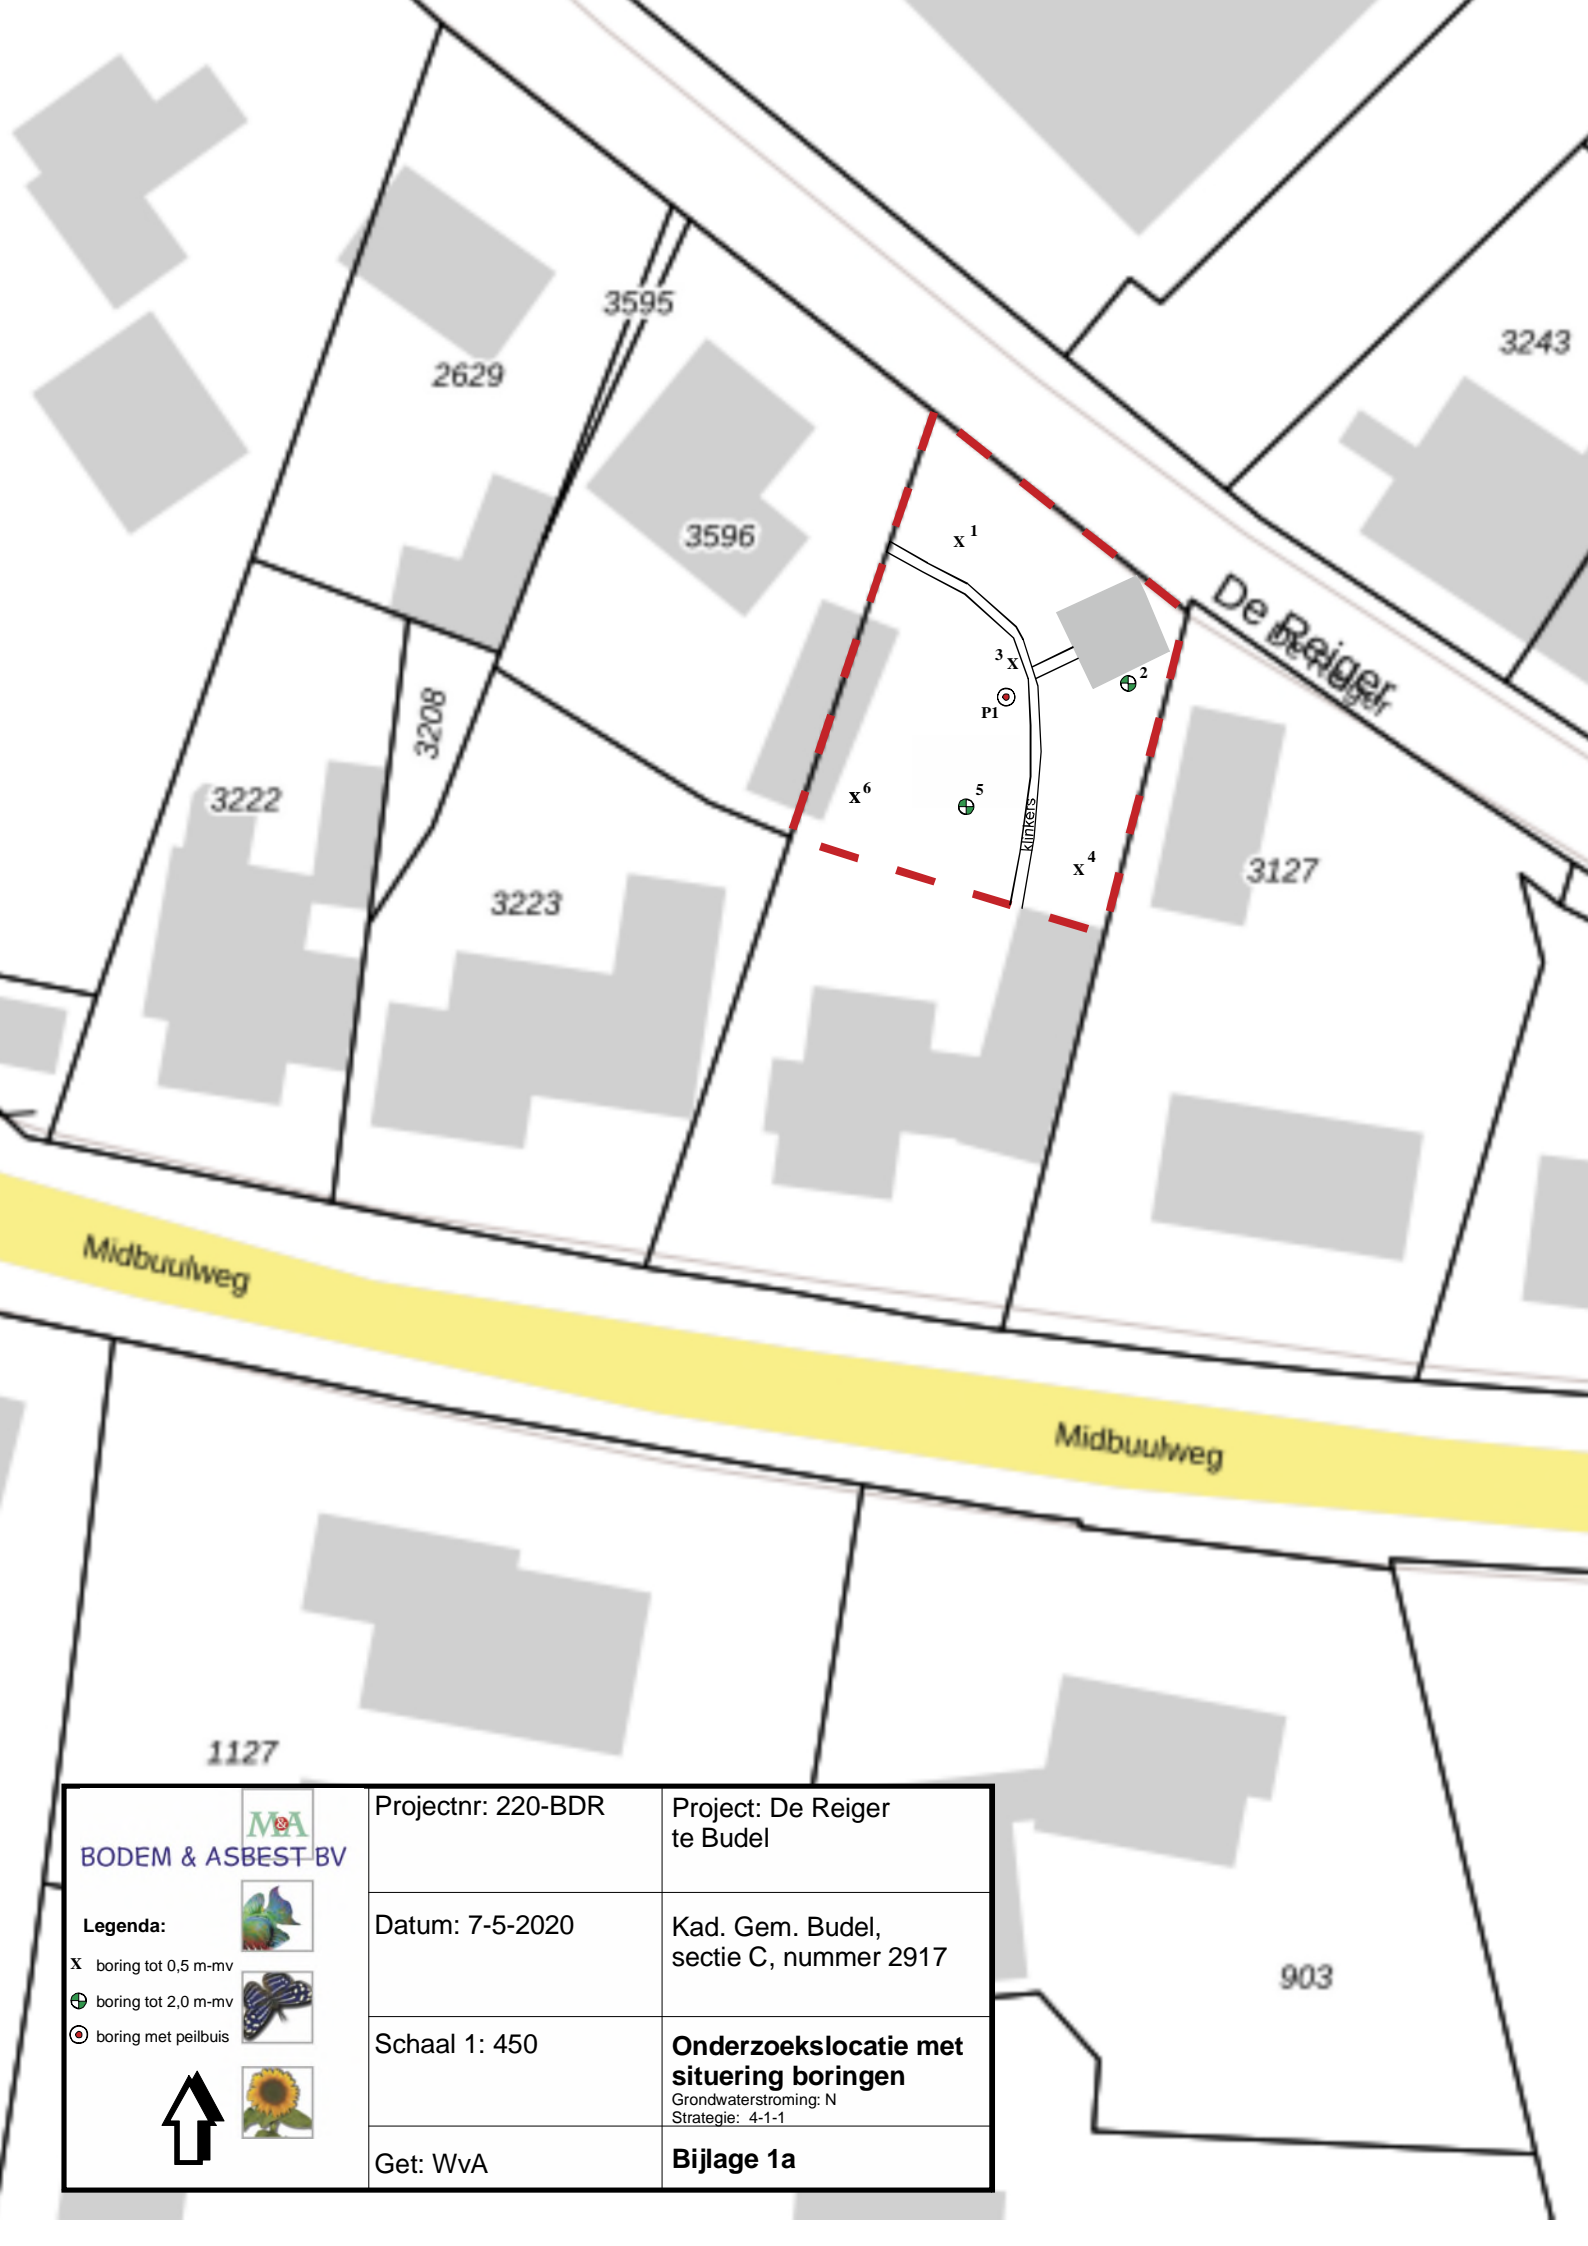 3595
2629
3243
3596
x 1
De Reiger
De Reiger
3 x
2
P1
3208
3222
x 6
5
klinkers
x 4
3127
3223
Midbuulweg
Midbuulweg
1127
903
M&A
BODEM & ASBEST BV
Legenda:
x boring tot 0,5 m-mv
boring tot 2,0 m-mv
boring met peilbuis
Projectnr: 220-BDR
Project: De Reiger
te Budel
Datum: 7-5-2020
Kad. Gem. Budel,
sectie C, nummer 2917
Schaal 1: 450
Onderzoekslocatie met
situering boringen
Grondwaterstroming: N
Strategie: 4-1-1
Get: WvA
Bijlage 1a